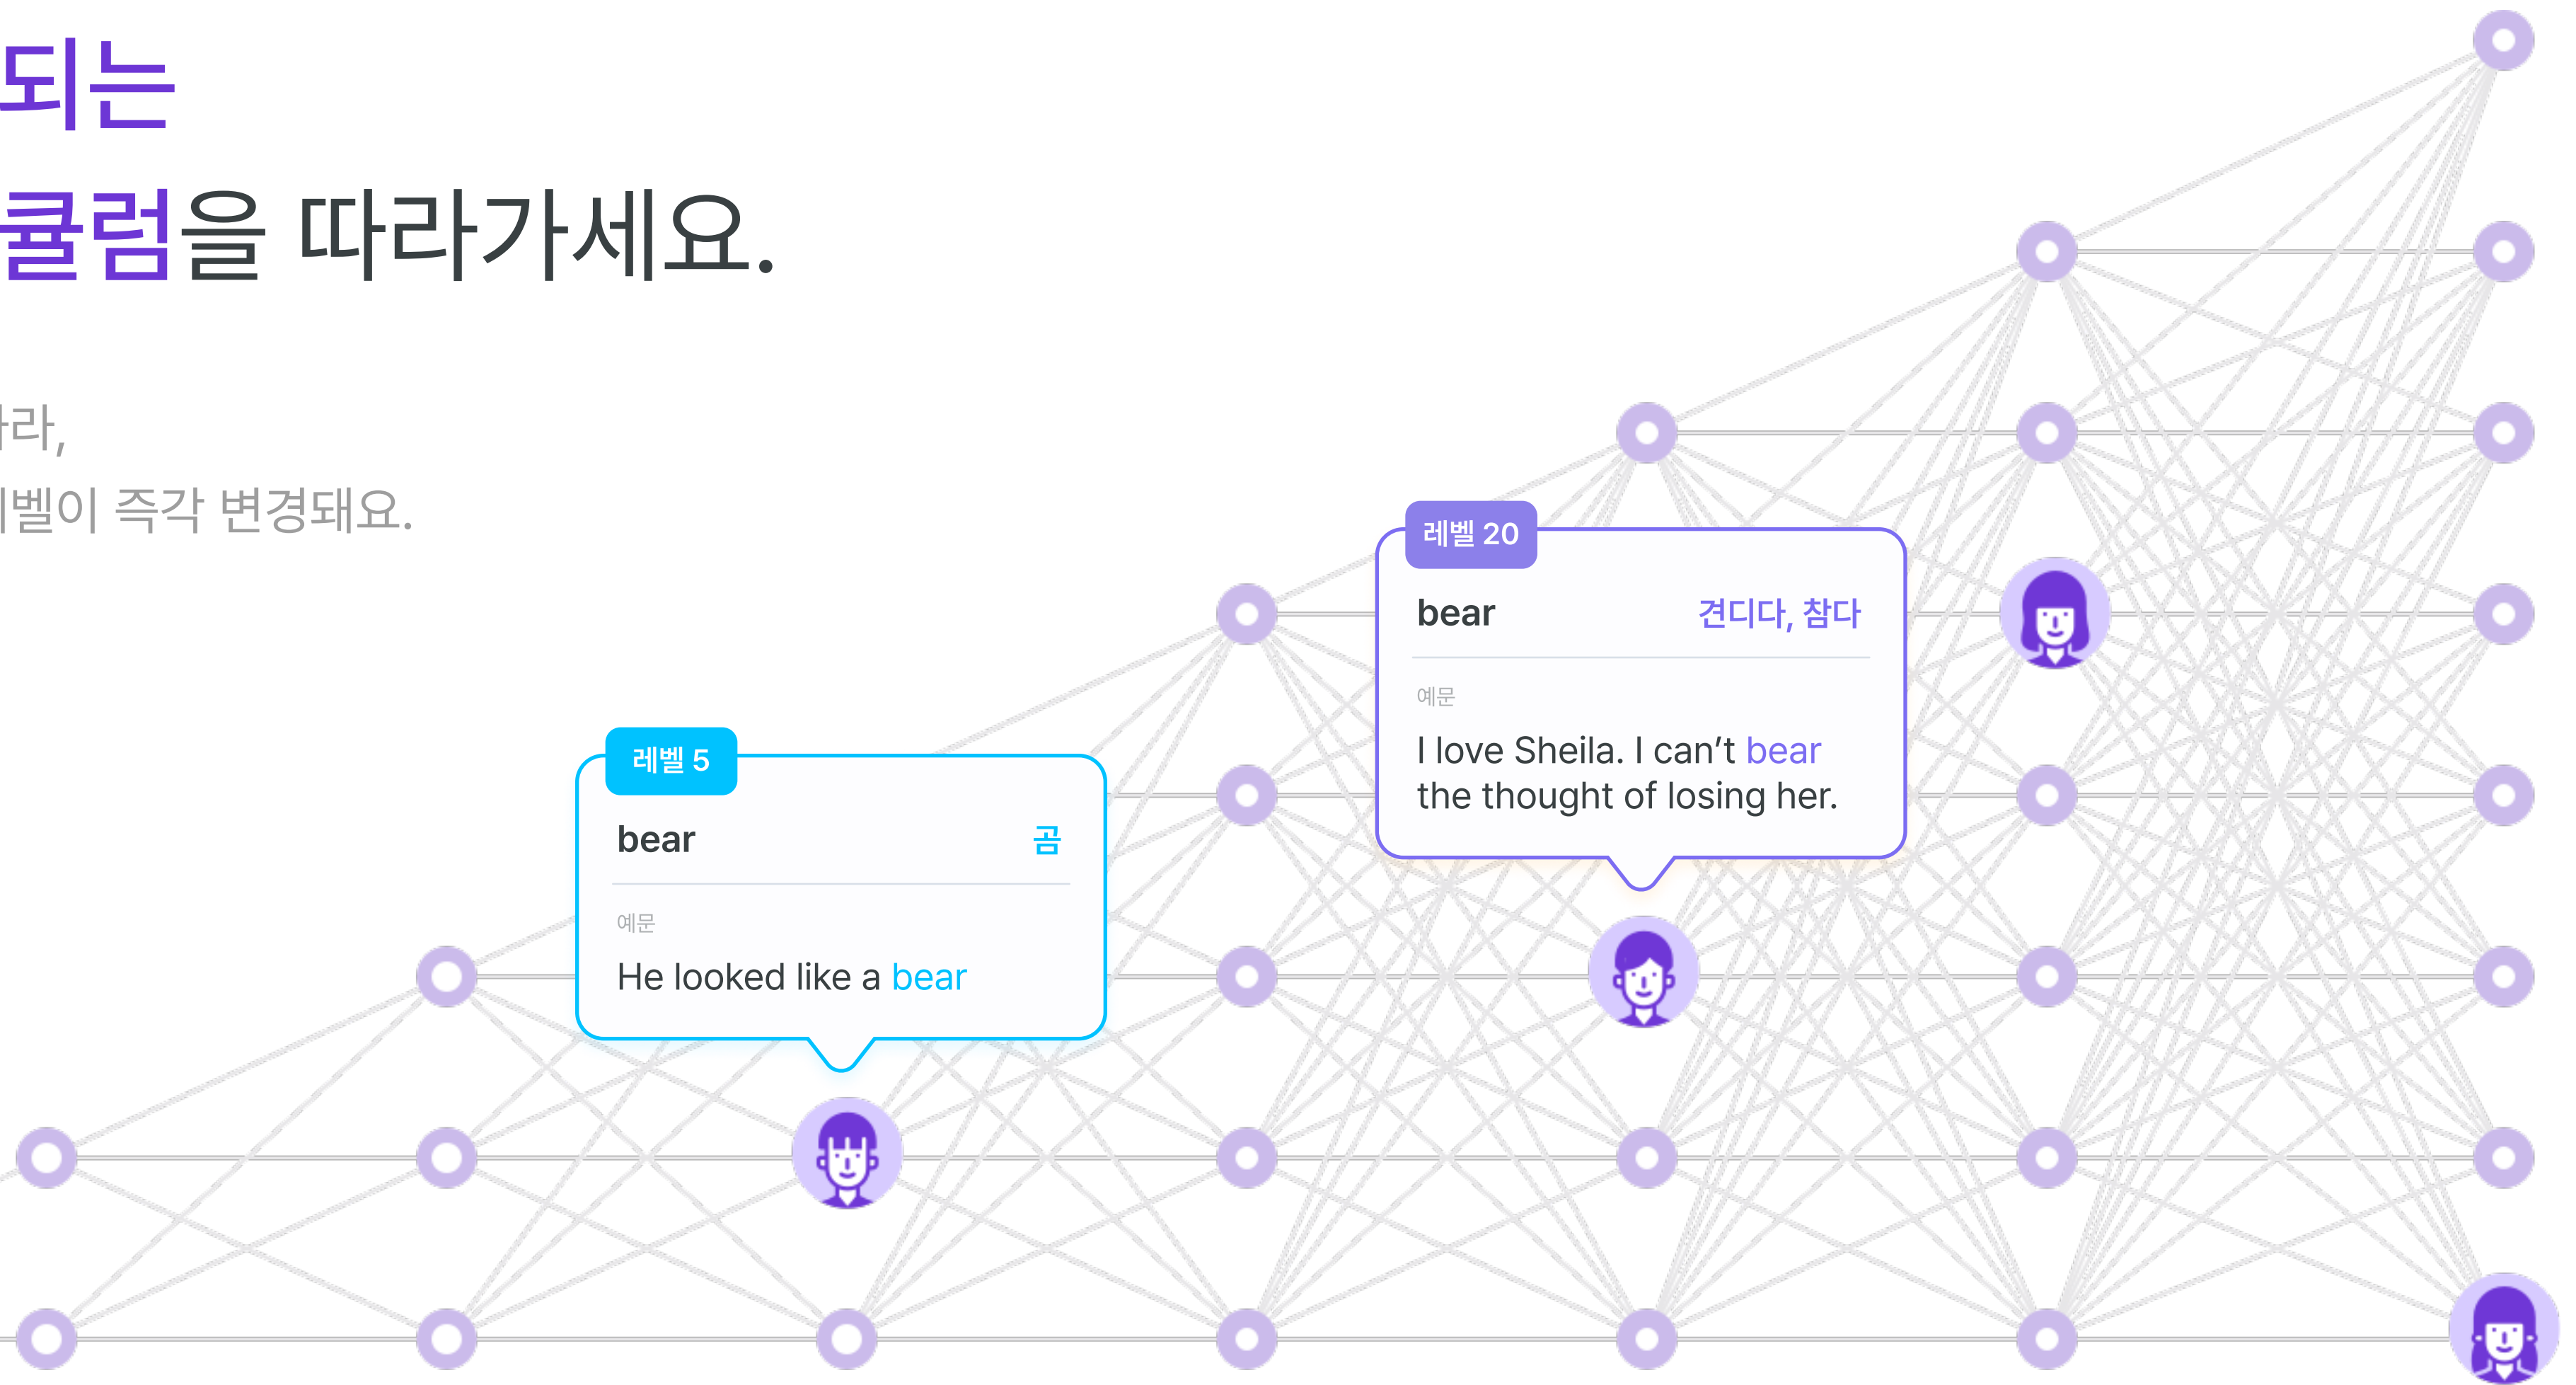 되는
큘럼을 따라가세요.
라,
벨이 즉각 변경돼요.
레벨 20
bear 견디다, 참다
예문
I love Sheila. I can’t bear
the thought of losing her.
레벨 5
bear 곰
예문
He looked like a bear